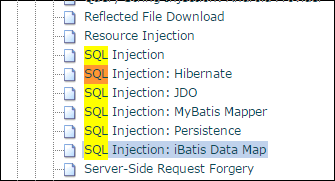 Reflected File Download
Resource Injection
SQL Injection
SQL Injection: Hibernate
SQL Injection: JDO
SQL Injection: MyBatis Mapper
SQL Injection: Persistence
SQL Injection: iBatis Data Map
Server-Side Request Forgery